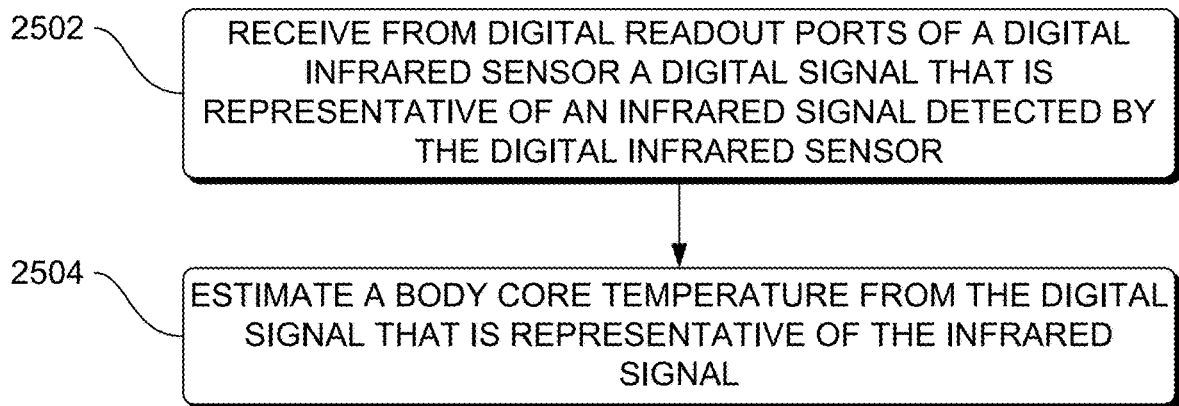 2502
RECEIVE FROM DIGITAL READOUT PORTS OF A DIGITAL
INFRARED SENSOR A DIGITAL SIGNAL THAT IS
REPRESENTATIVE OF AN INFRARED SIGNAL DETECTED BY
THE DIGITAL INFRARED SENSOR
2504
ESTIMATE A BODY CORE TEMPERATURE FROM THE DIGITAL
SIGNAL THAT IS REPRESENTATIVE OF THE INFRARED
SIGNAL